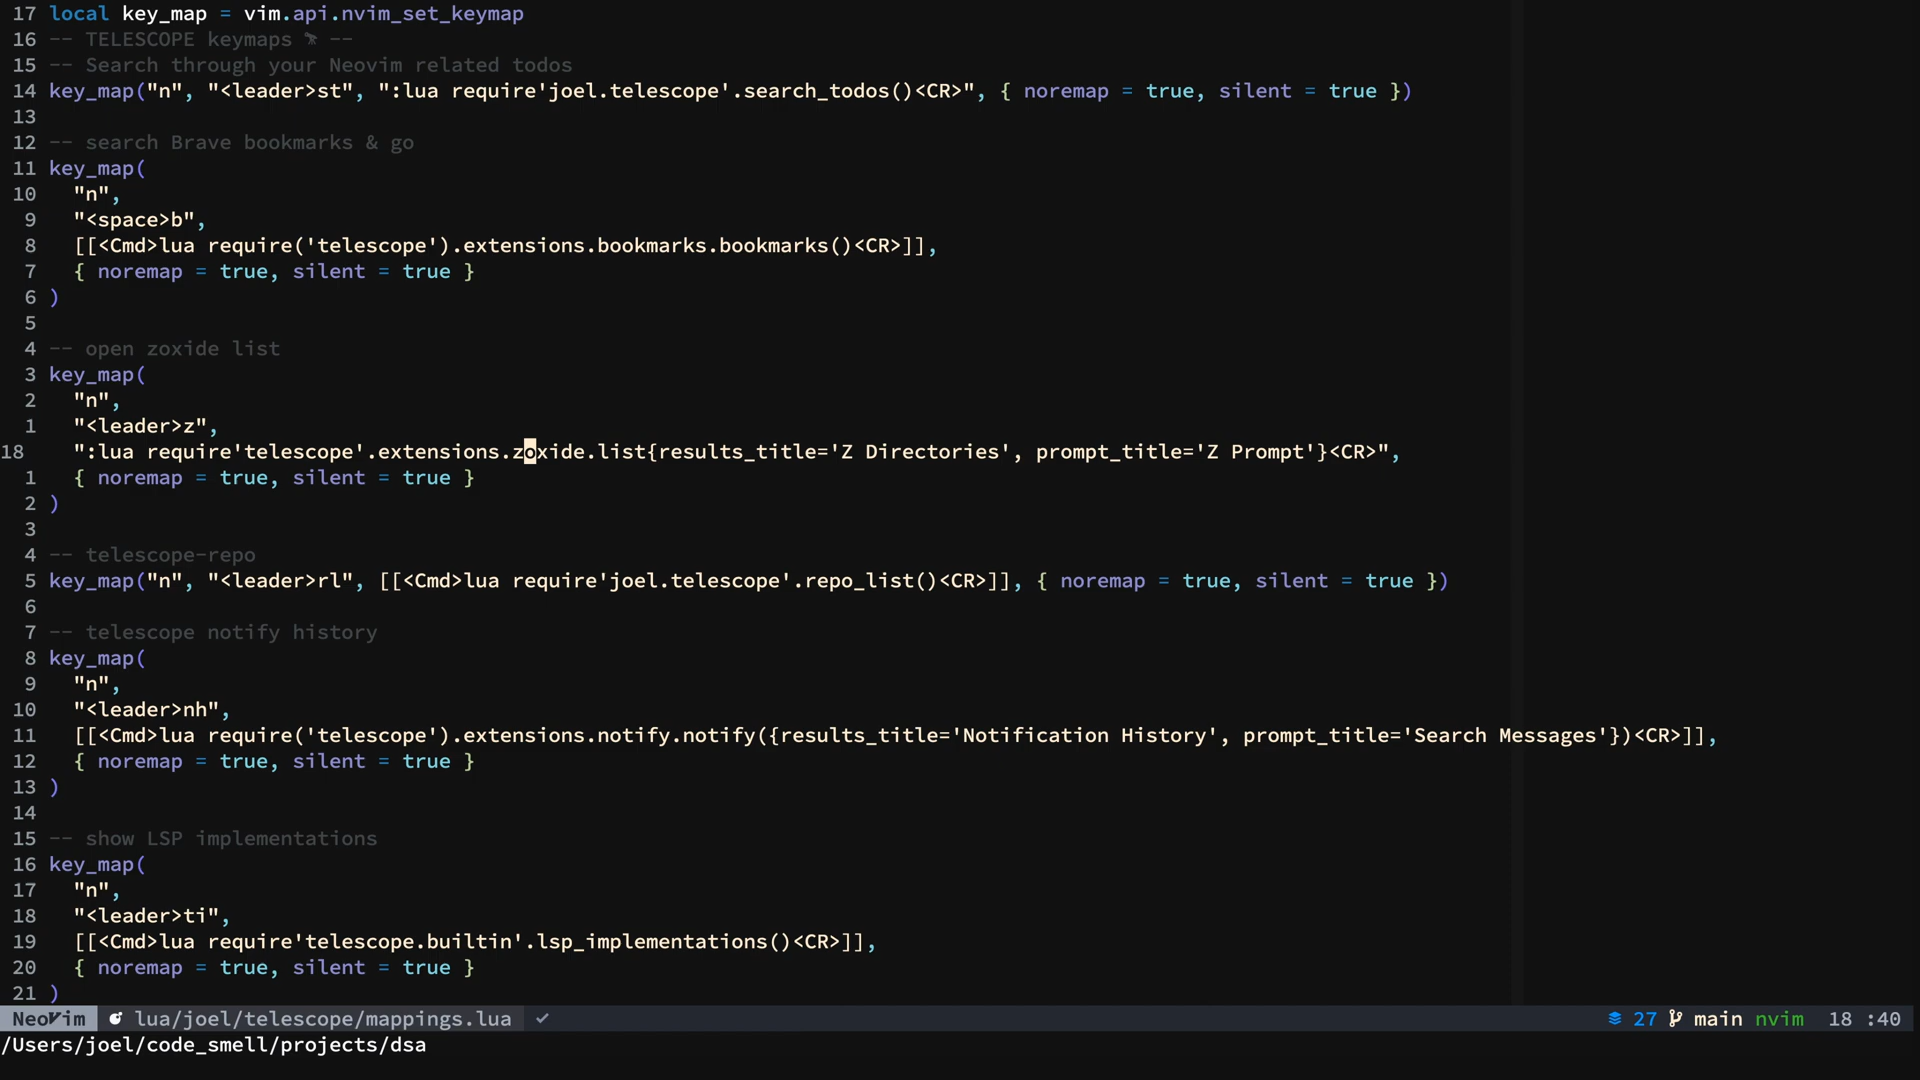 17 local key_map = vim.api.nvim_set_keymap
16 -- TELESCOPE keymaps 🔭 --
15 -- Search through your Neovim related todos
14 key_map("n", "<leader>st", ":lua require'joel.telescope'.search_todos()<CR>", { noremap = true, silent = true })
13
12 -- search Brave bookmarks & go
11 key_map(
10   "n",
9   "<space>b",
8   [[<Cmd>lua require('telescope').extensions.bookmarks.bookmarks()<CR>]],
7   { noremap = true, silent = true }
6 )
5
4 -- open zoxide list
3 key_map(
2   "n",
1   "<leader>z",
18   ":lua require'telescope'.extensions.zoxide.list{results_title='Z Directories', prompt_title='Z Prompt'}<CR>",
1   { noremap = true, silent = true }
2 )
3
4 -- telescope-repo
5 key_map("n", "<leader>rl", [[<Cmd>lua require'joel.telescope'.repo_list()<CR>]], { noremap = true, silent = true })
6
7 -- telescope notify history
8 key_map(
9   "n",
10   "<leader>nh",
11   [[<Cmd>lua require('telescope').extensions.notify.notify({results_title='Notification History', prompt_title='Search Messages'})<CR>]],
12   { noremap = true, silent = true }
13 )
14
15 -- show LSP implementations
16 key_map(
17   "n",
18   "<leader>ti",
19   [[<Cmd>lua require'telescope.builtin'.lsp_implementations()<CR>]],
20   { noremap = true, silent = true }
21 )
NeoVim lua/joel/telescope/mappings.lua ✓ 27 main nvim 18 :40
/Users/joel/code_smell/projects/dsa